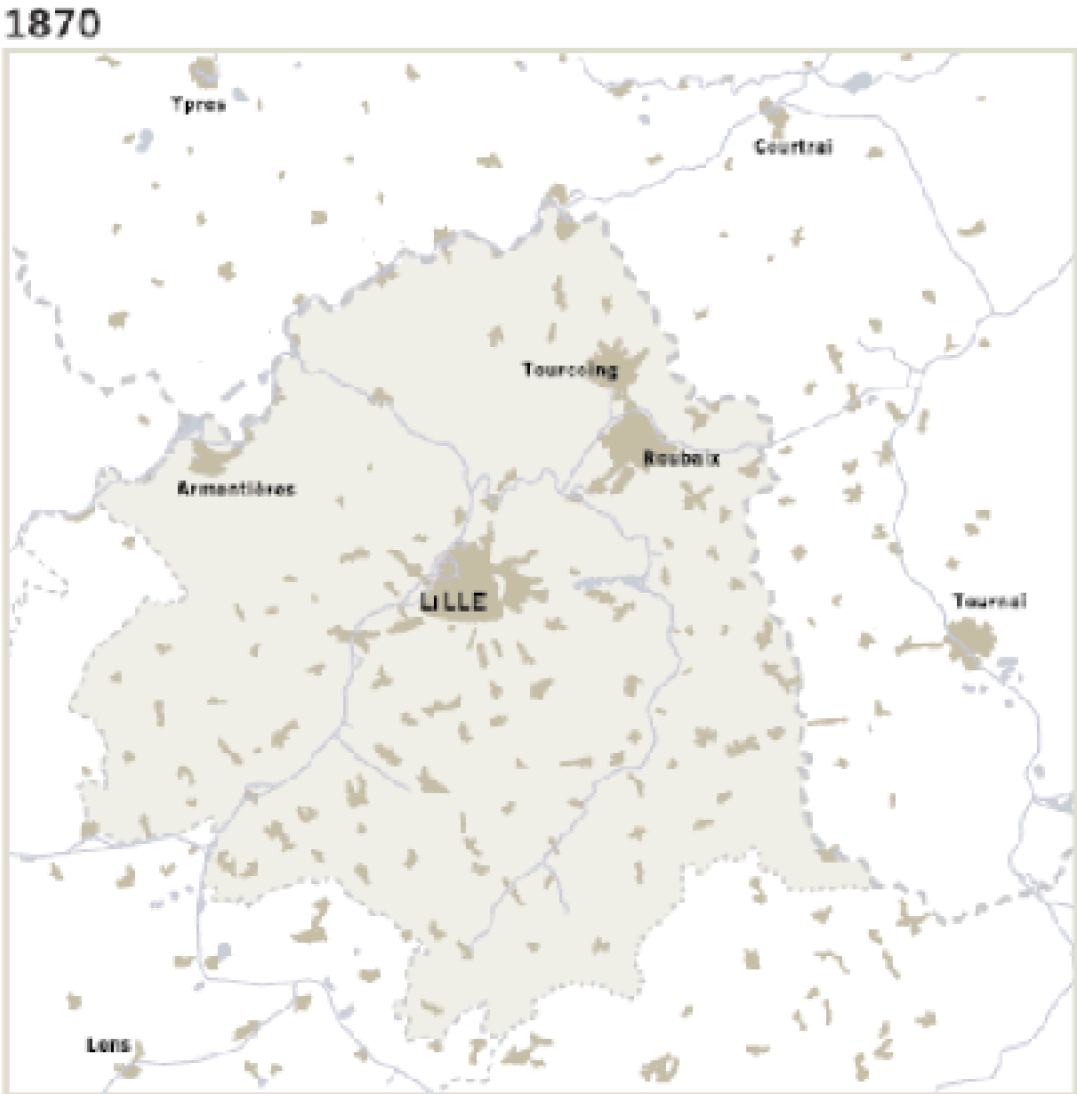 1870
Ypres
Courtrai
Tourcoing
Roubaix
Armentières
LILLE
Tournai
Lens